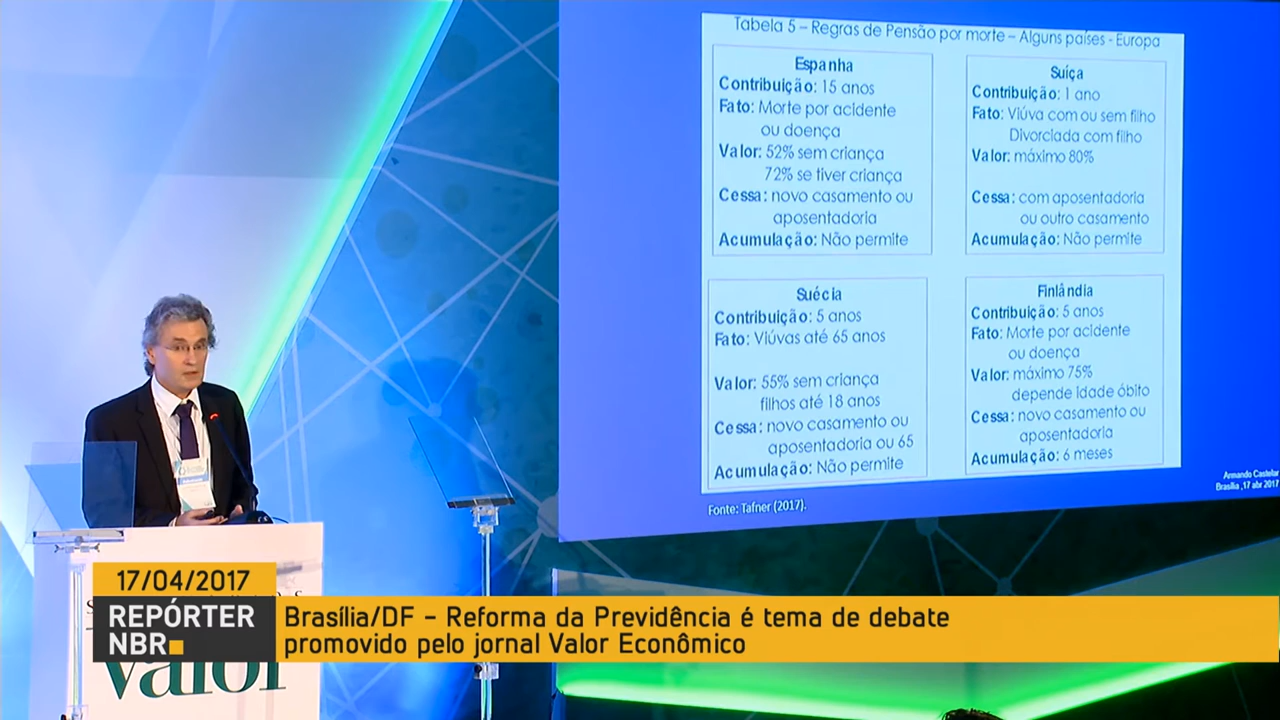 Tabela 5 – Regras de Pensão por morte – Alguns países - Europa
Espanha
Contribuição: 15 anos
Fato: Morte por acidente
ou doença
Valor: 52% sem criança
72% se tiver criança
Cessa: novo casamento ou
aposentadoria
Acumulação: Não permite
Suíça
Contribuição: 1 ano
Fato: Viúva com ou sem filho
Divorciada com filho
Valor: máximo 80%
Cessa: com aposentadoria
ou outro casamento
Acumulação: Não permite
Suécia
Contribuição: 5 anos
Fato: Viúvas até 65 anos
Valor: 55% sem criança
filhos até 18 anos
Cessa: novo casamento ou
aposentadoria ou 65
Acumulação: Não permite
Finlândia
Contribuição: 5 anos
Fato: Morte por acidente
ou doença
Valor: máximo 75%
depende idade óbito
Cessa: novo casamento ou
aposentadoria
Acumulação: 6 meses
Armando Castelar
Brasília ,17 abr 2017
Fonte: Tafner (2017).
17/04/2017
REPÓRTER
NBR
Brasília/DF – Reforma da Previdência é tema de debate
promovido pelo jornal Valor Econômico
Valor